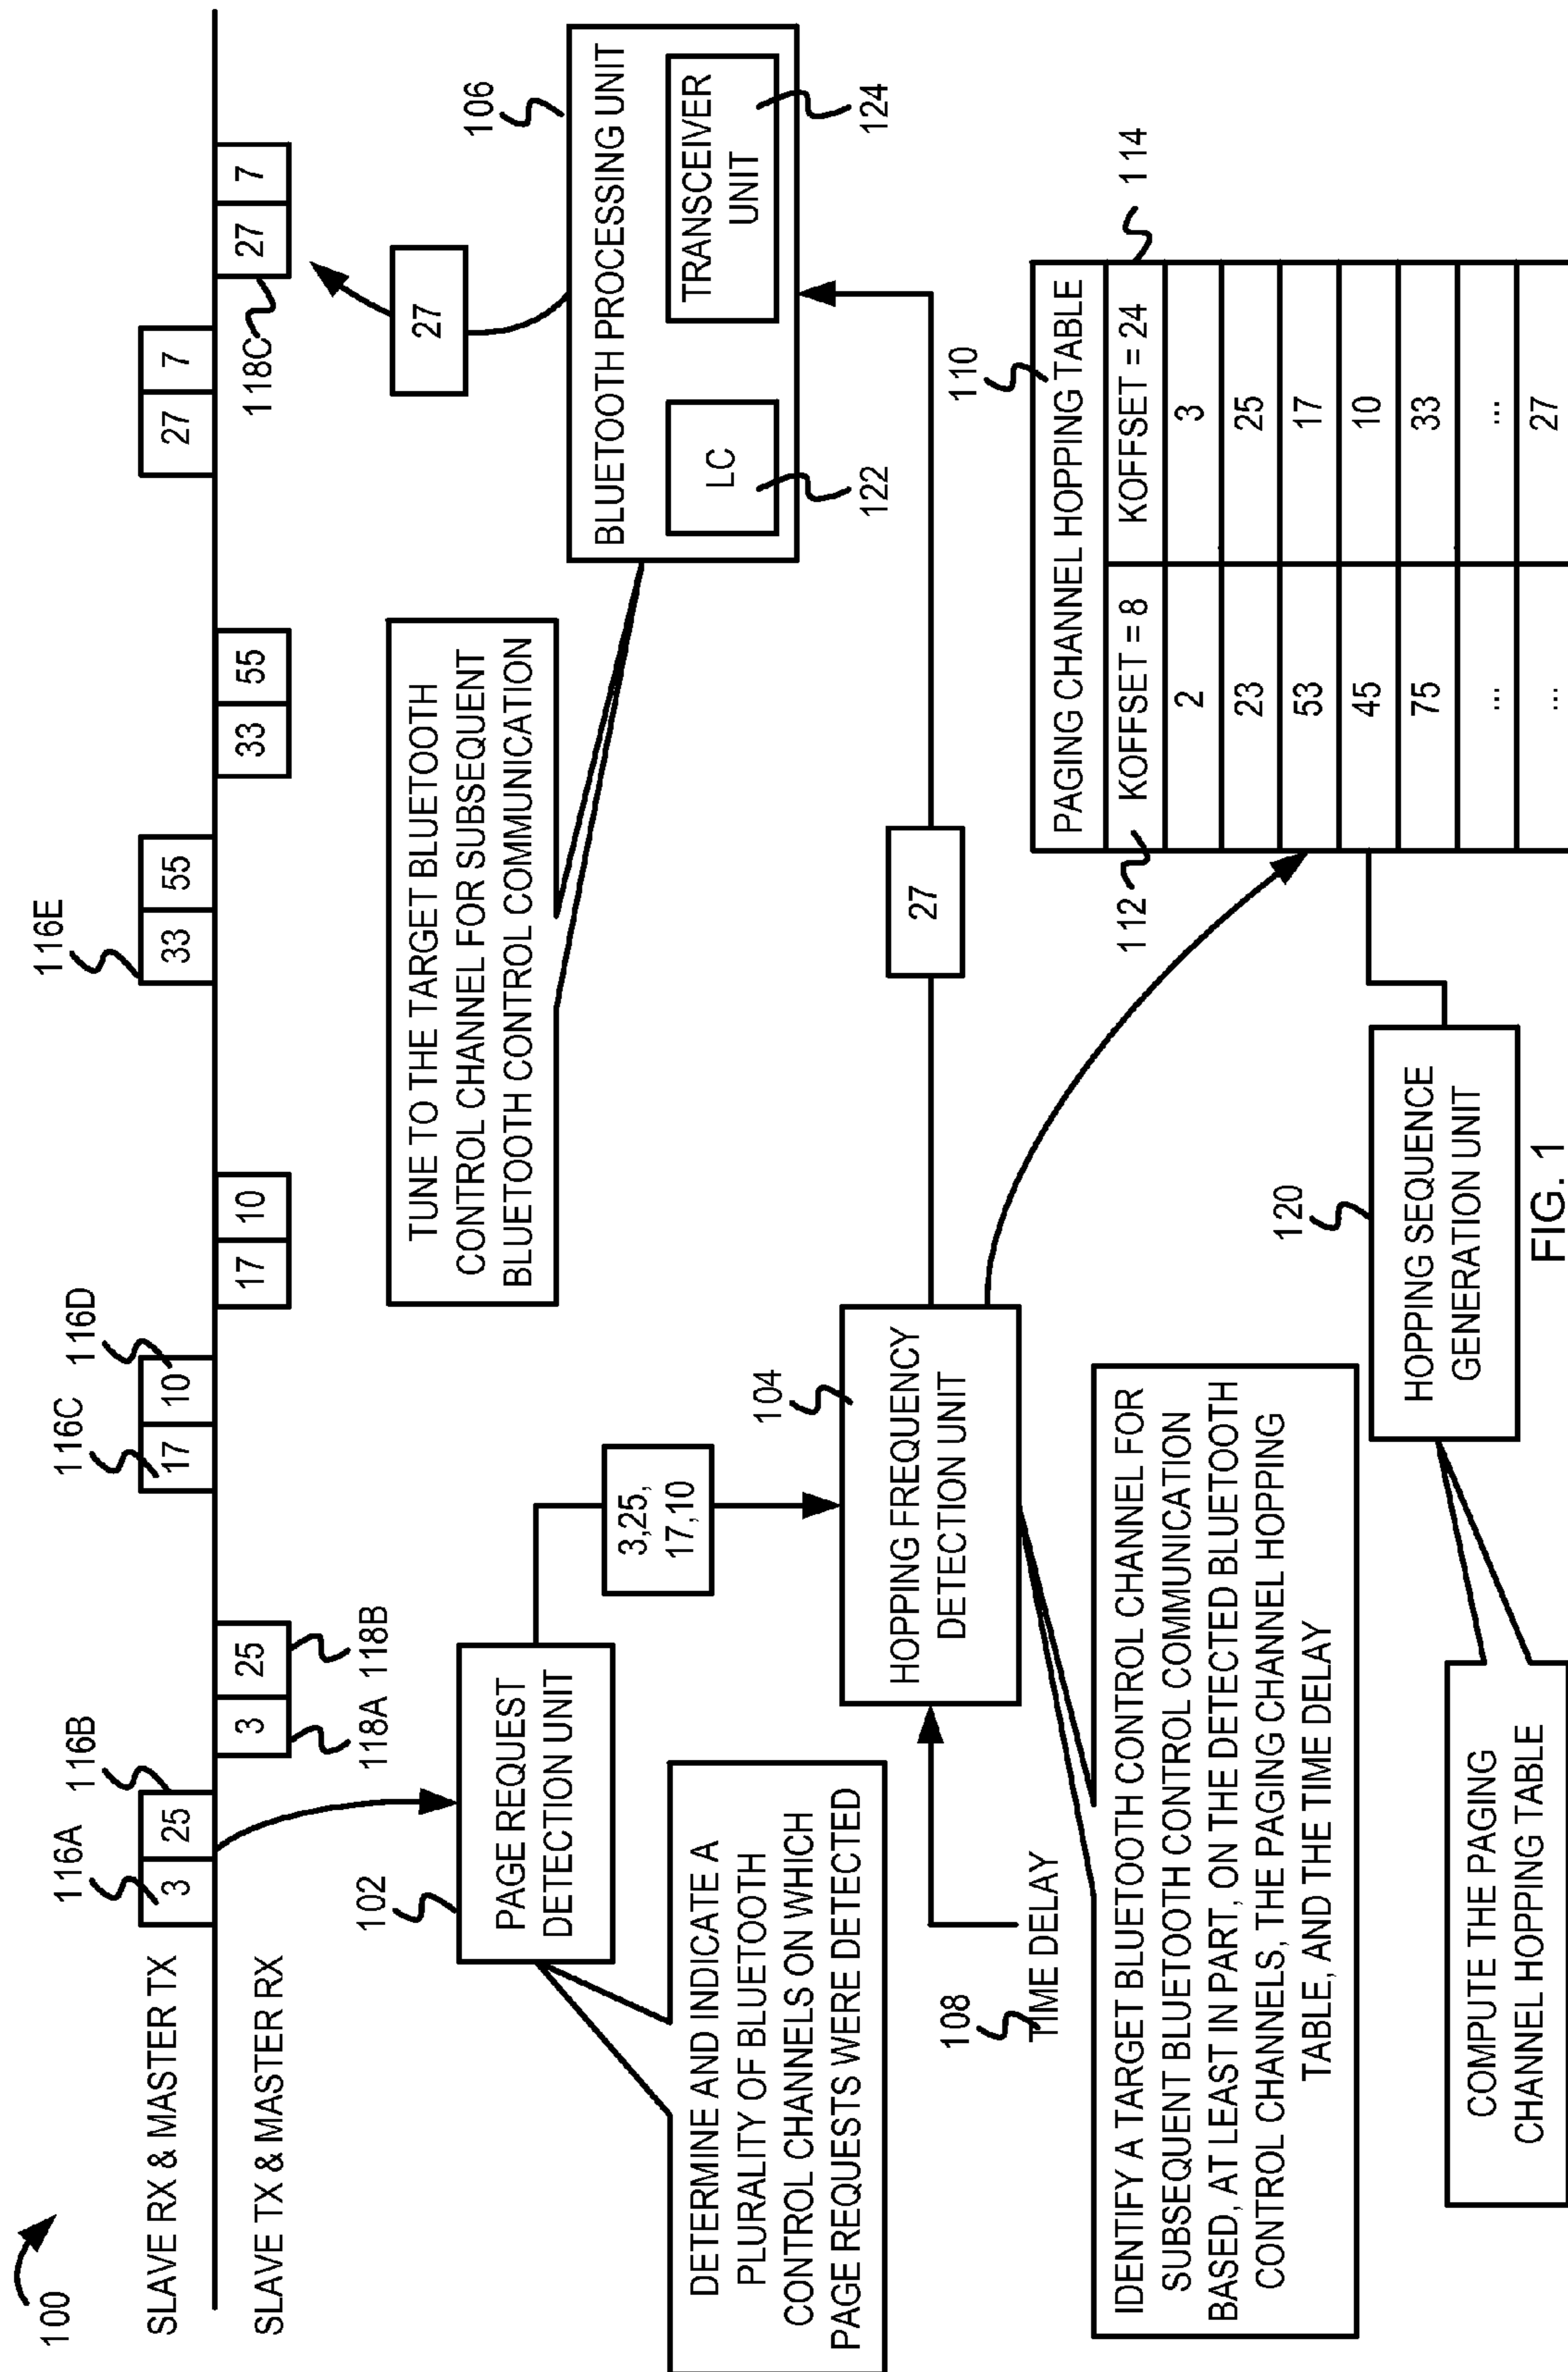 100
SLAVE RX & MASTER TX
SLAVE TX & MASTER RX
116A
116B
3
25
3
25
118A
118B
116C
116D
17
10
17
10
116E
33
55
33
55
27
7
27
7
118C
102
PAGE REQUEST
DETECTION UNIT
DETERMINE AND INDICATE A
PLURALITY OF BLUETOOTH
CONTROL CHANNELS ON WHICH
PAGE REQUESTS WERE DETECTED
3,25,
17,10
TUNE TO THE TARGET BLUETOOTH
CONTROL CHANNEL FOR SUBSEQUENT
BLUETOOTH CONTROL COMMUNICATION
27
106
BLUETOOTH PROCESSING UNIT
LC
TRANSCEIVER
UNIT
122
124
104
HOPPING FREQUENCY
DETECTION UNIT
108
TIME DELAY
27
IDENTIFY A TARGET BLUETOOTH CONTROL CHANNEL FOR
SUBSEQUENT BLUETOOTH CONTROL COMMUNICATION
BASED, AT LEAST IN PART, ON THE DETECTED BLUETOOTH
CONTROL CHANNELS, THE PAGING CHANNEL HOPPING
TABLE, AND THE TIME DELAY
110
112
114
PAGING CHANNEL HOPPING TABLE
KOFFSET = 8 KOFFSET = 24
2 3
23 25
53 17
45 10
75 33
... ...
... 27
120
HOPPING SEQUENCE
GENERATION UNIT
COMPUTE THE PAGING
CHANNEL HOPPING TABLE
FIG. 1